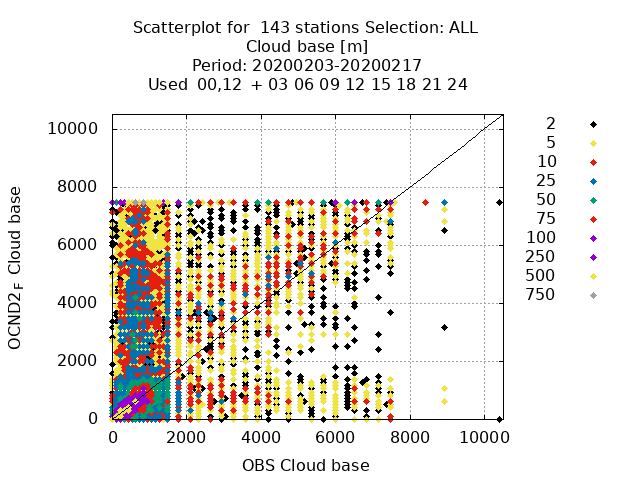 Scatterplot for  143 stations Selection: ALL
Cloud base [m]
Period: 20200203-20200217
Used  00,12  + 03 06 09 12 15 18 21 24
10000
8000
6000
4000
2000
0
OCND2F Cloud base
0 2000 4000 6000 8000 10000
OBS Cloud base
2
5
10
25
50
75
100
250
500
750